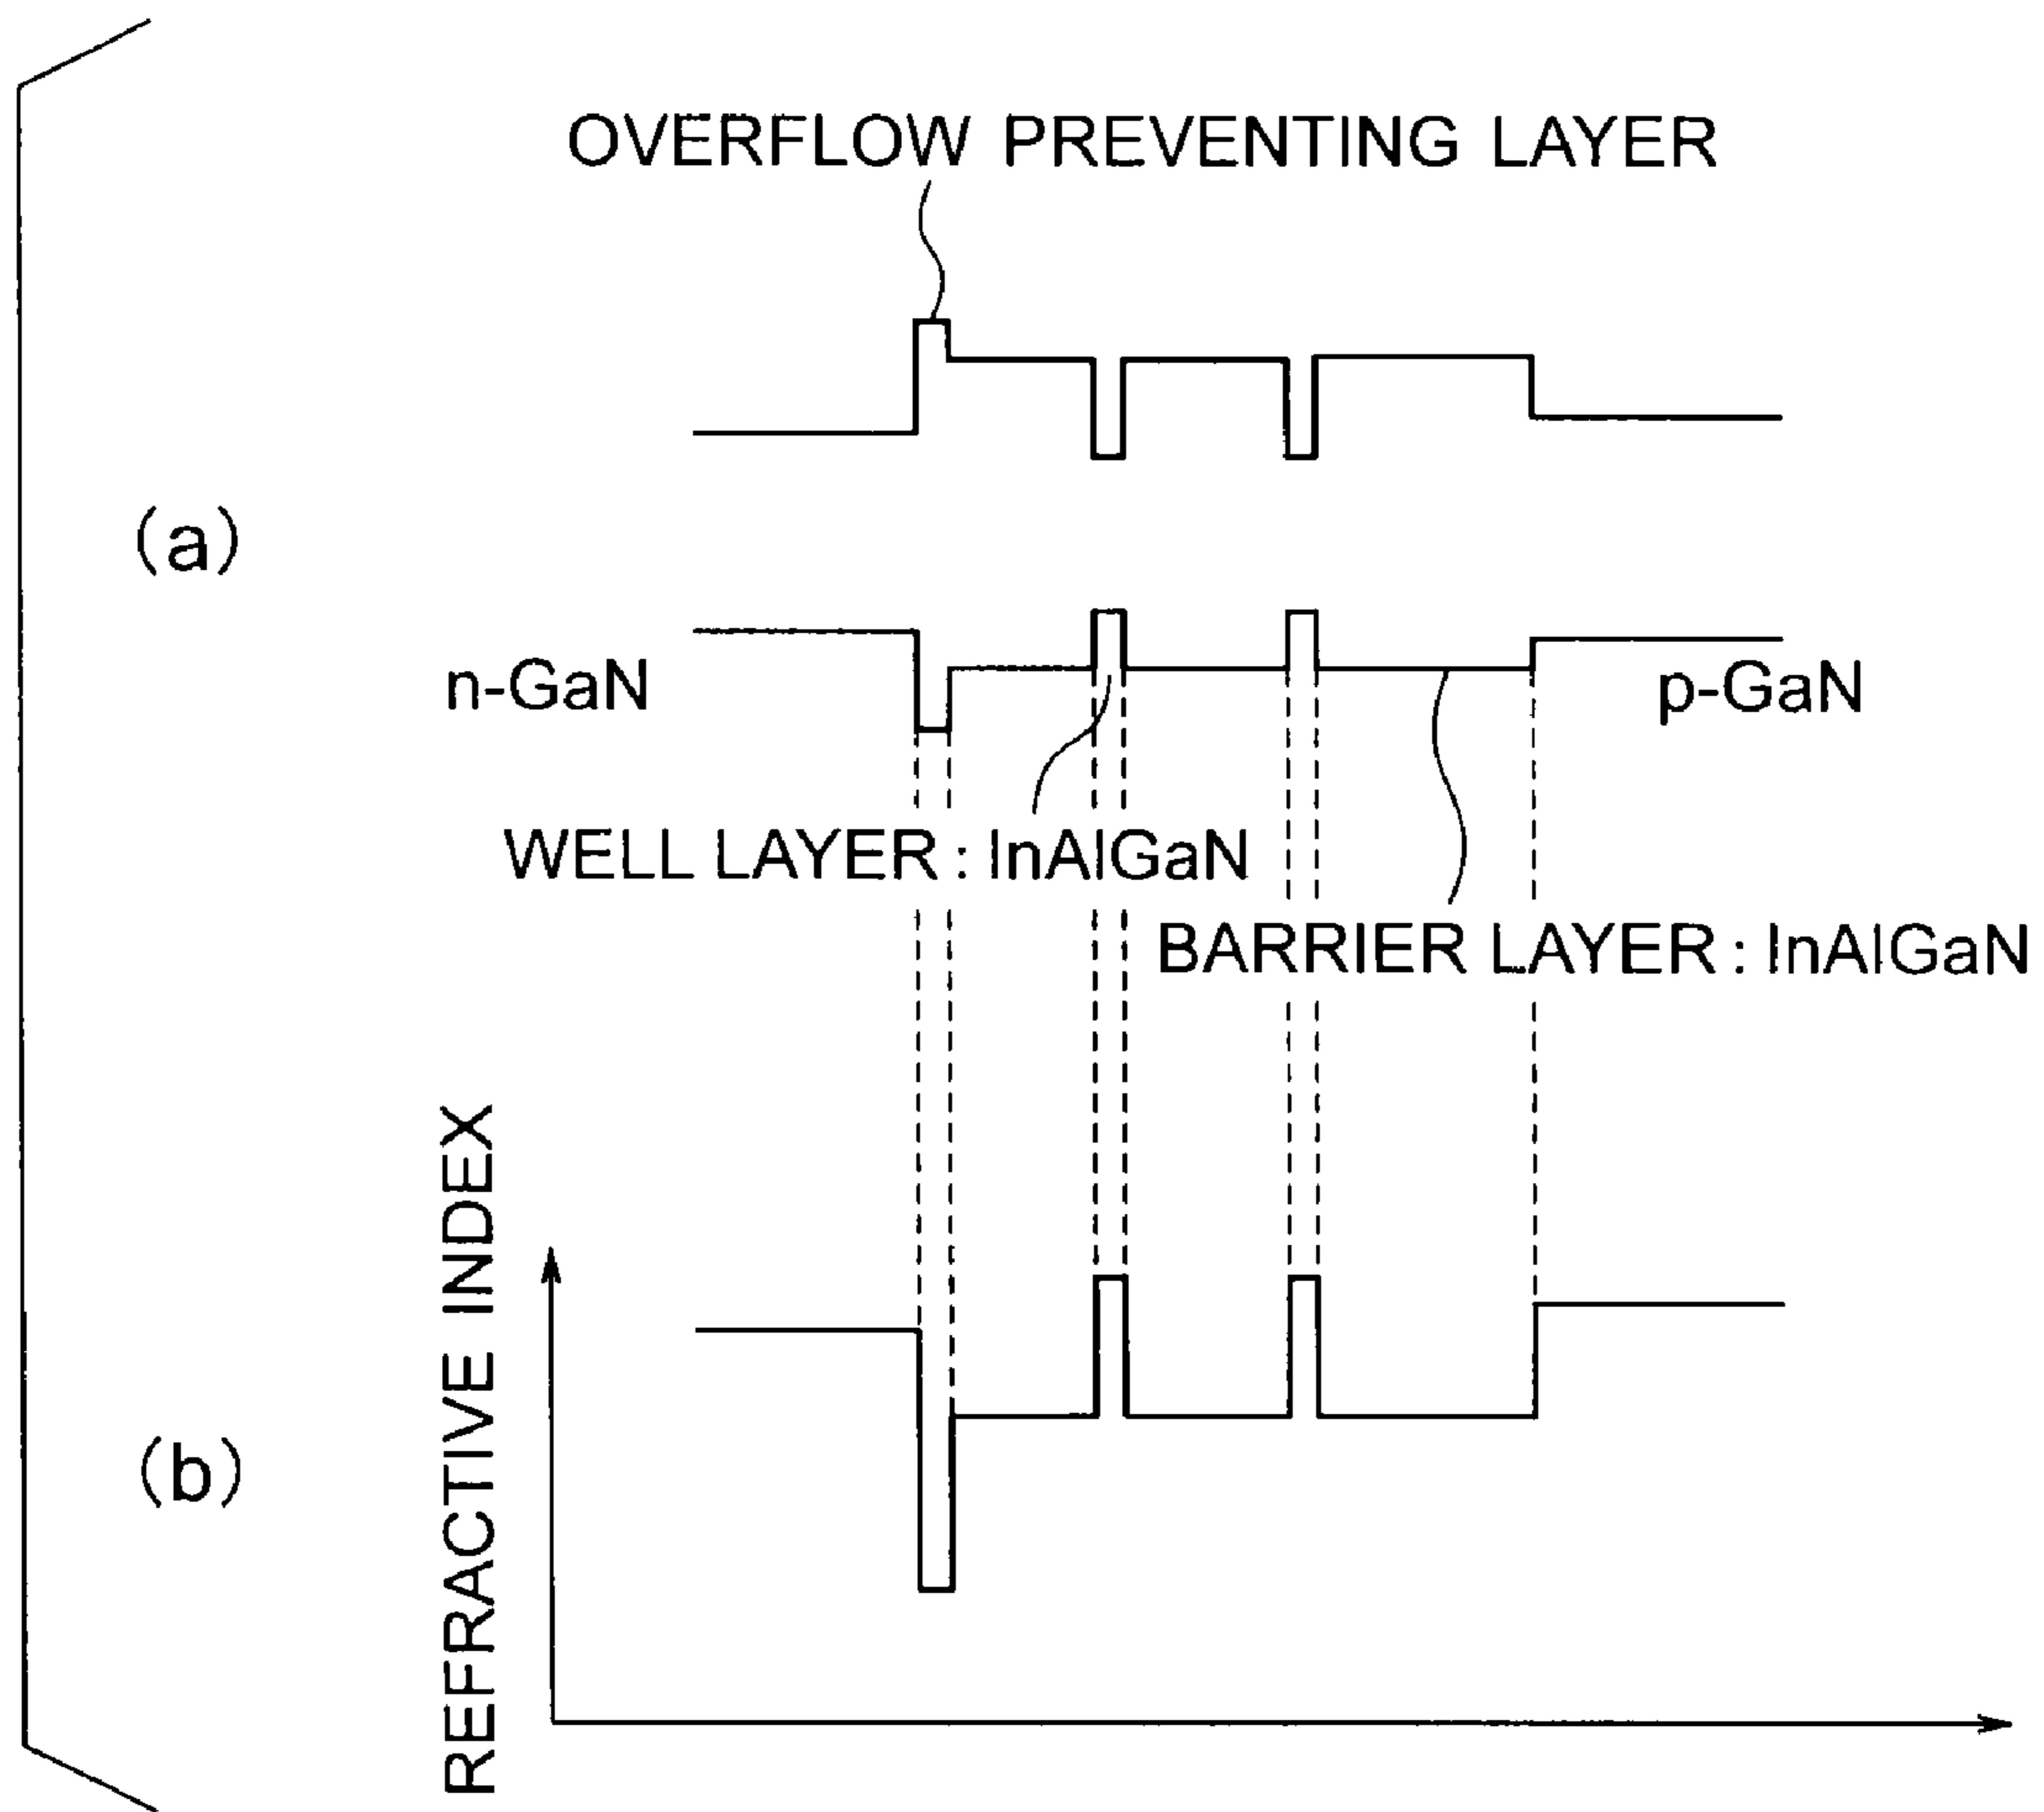 OVERFLOW PREVENTING LAYER
(a)
n-GaN
p-GaN
WELL LAYER : InAlGaN
BARRIER LAYER : InAlGaN
REFRACTIVE INDEX
(b)